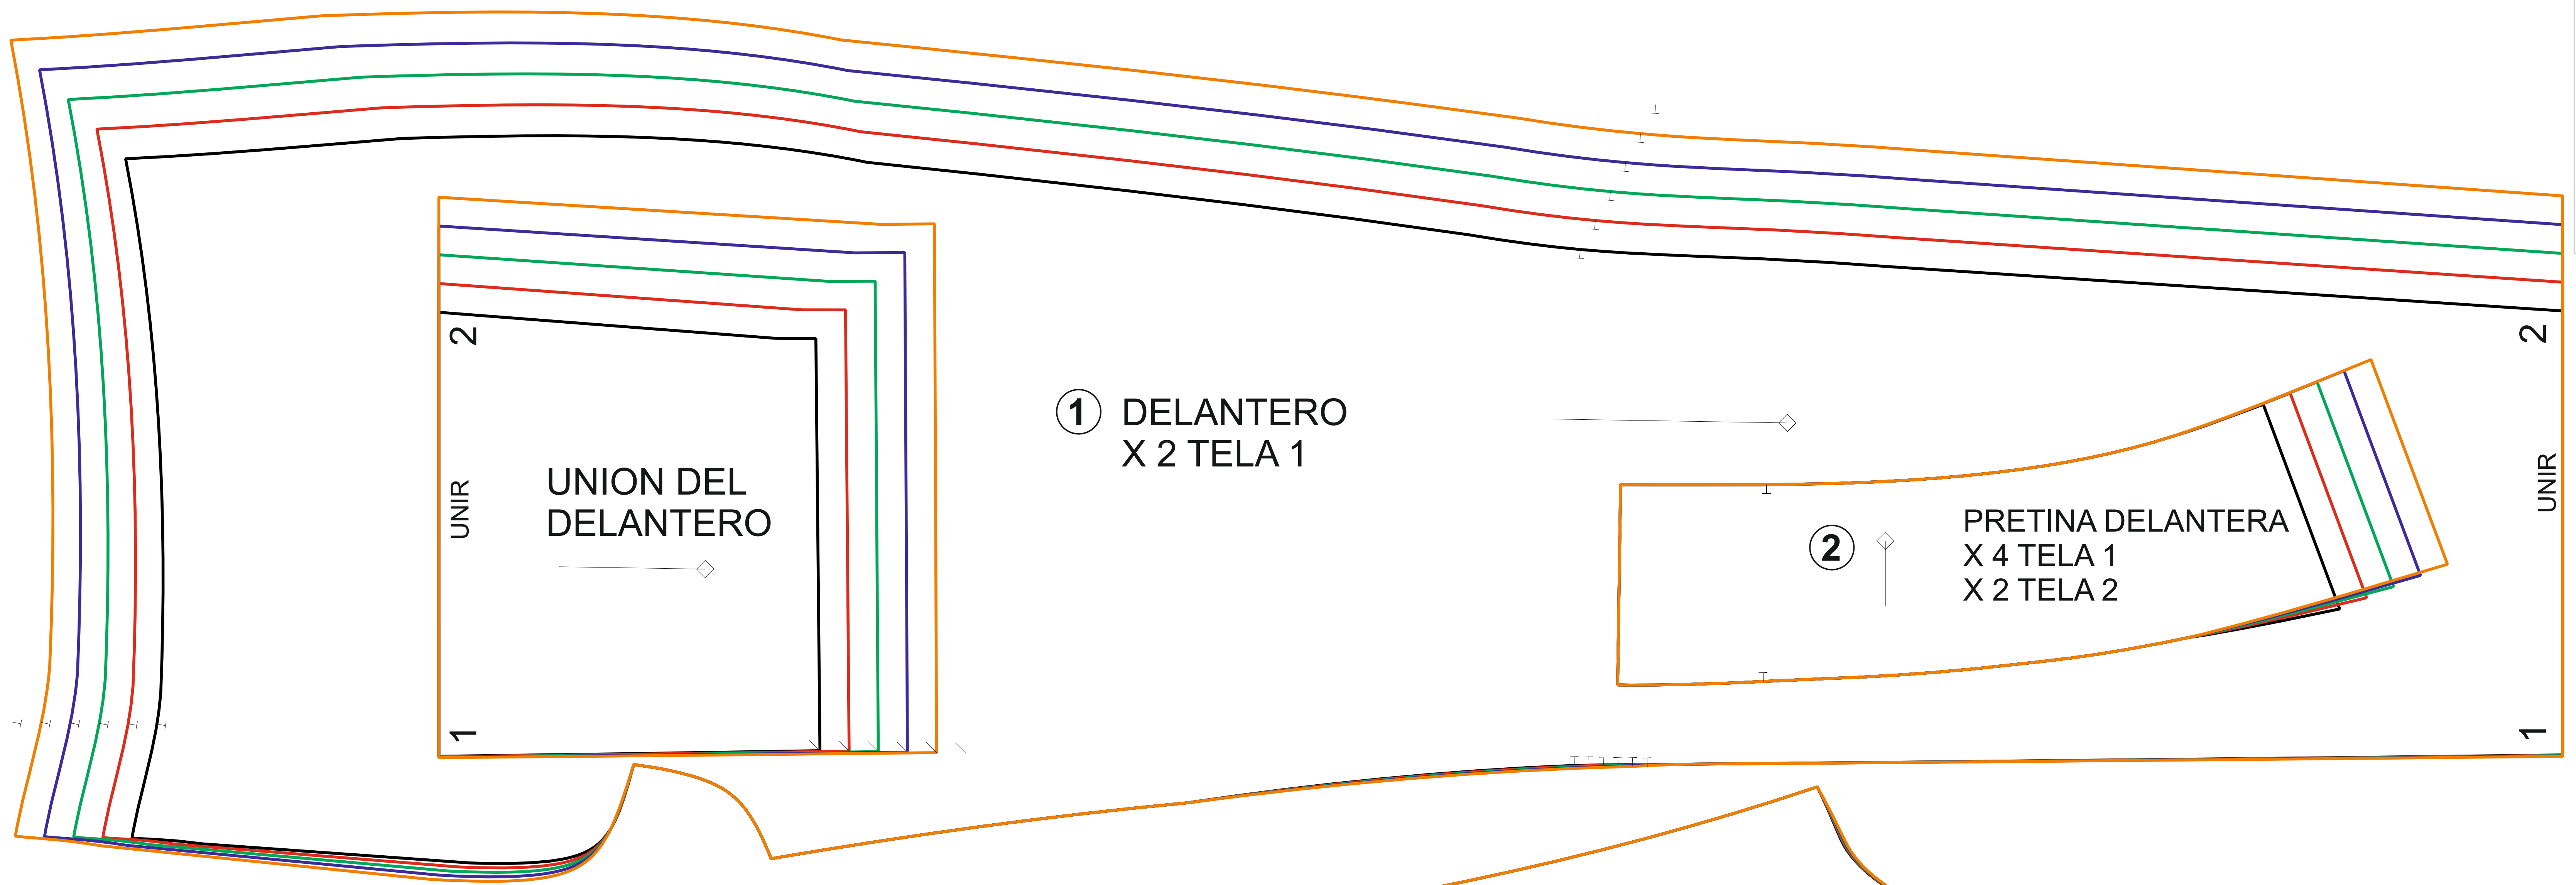 2
UNIR
1
UNION DEL
DELANTERO
1 DELANTERO
X 2 TELA 1
2 PRETINA DELANTERA
X 4 TELA 1
X 2 TELA 2
2
UNIR
1